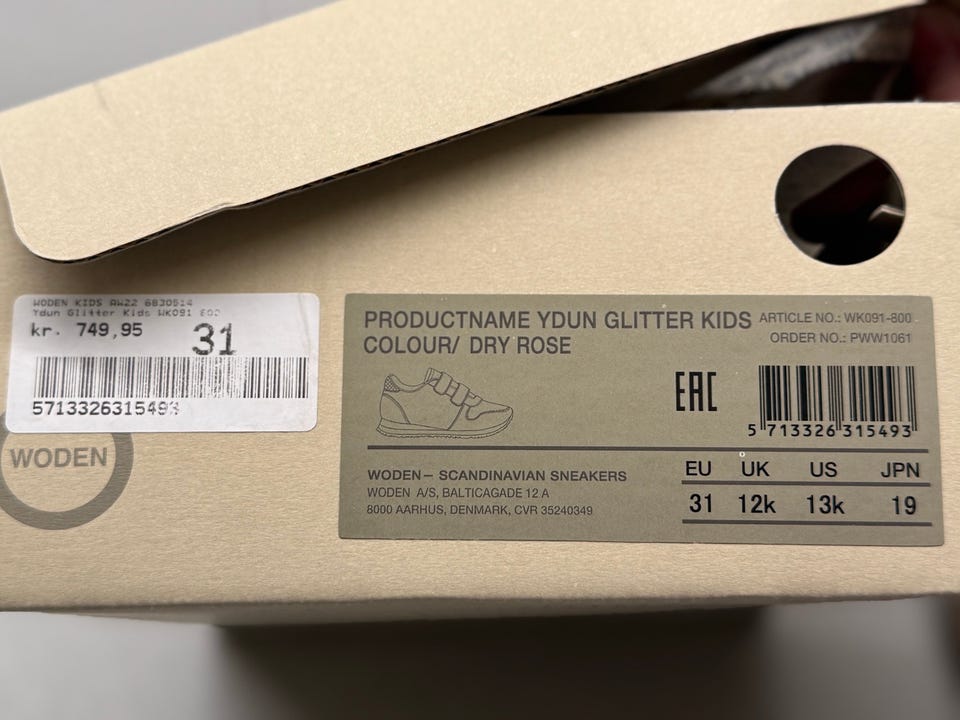 WODEN KIDS AW22 6830514
Ydun Glitter Kids WK091 800
kr. 749,95
31
5713326315493
WODEN
PRODUCTNAME YDUN GLITTER KIDS
COLOUR/ DRY ROSE
ARTICLE NO.: WK091-800
ORDER NO.: PWW1061
EAC
5 713326 315493
WODEN— SCANDINAVIAN SNEAKERS
WODEN A/S, BALTICAGADE 12 A
8000 AARHUS, DENMARK, CVR 35240349
EU UK US JPN
31 12k 13k 19